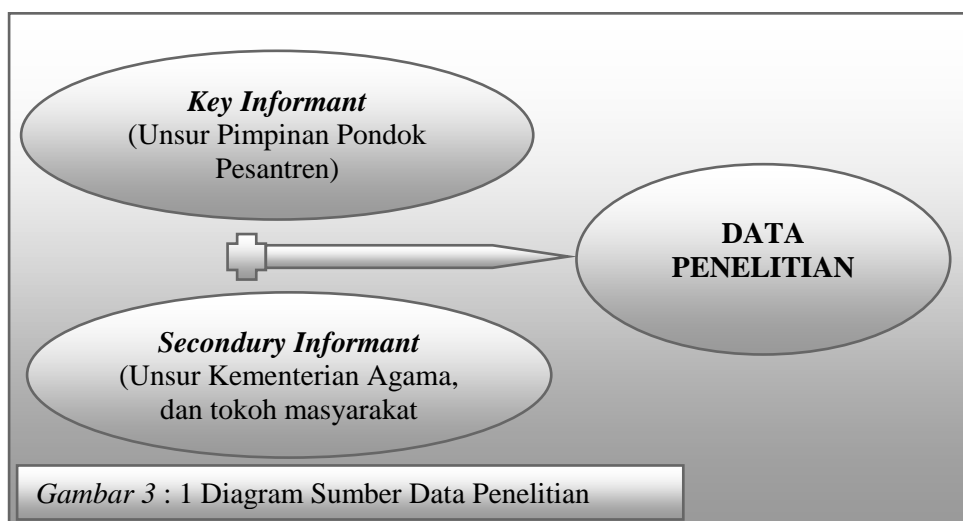 Key Informant
(Unsur Pimpinan Pondok
Pesantren)
DATA
PENELITIAN
Secondury Informant
(Unsur Kementerian Agama,
dan tokoh masyarakat
Gambar 3 : 1 Diagram Sumber Data Penelitian